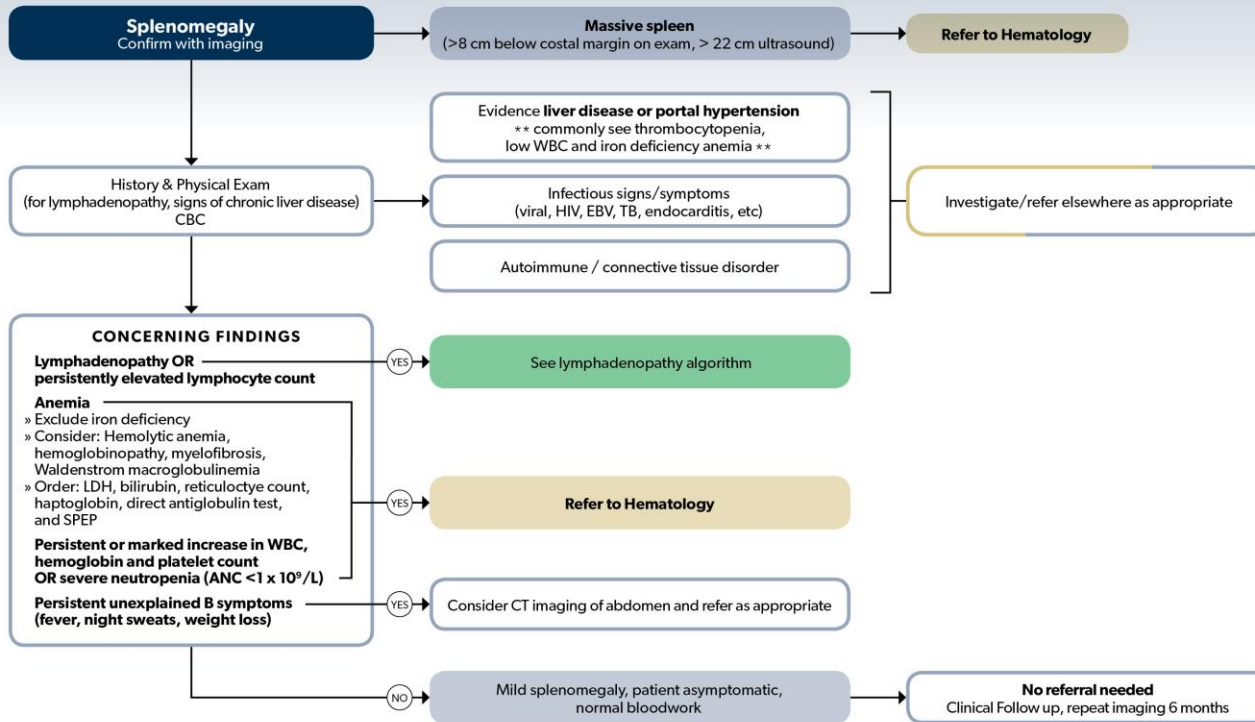 Splenomegaly
Confirm with imaging
Massive spleen
(>8 cm below costal margin on exam, > 22 cm ultrasound)
Refer to Hematology
Evidence liver disease or portal hypertension
** commonly see thrombocytopenia,
low WBC and iron deficiency anemia **
History & Physical Exam
(for lymphadenopathy, signs of chronic liver disease)
CBC
Infectious signs/symptoms
(viral, HIV, EBV, TB, endocarditis, etc)
Investigate/refer elsewhere as appropriate
Autoimmune / connective tissue disorder
CONCERNING FINDINGS
Lymphadenopathy OR
persistently elevated lymphocyte count
YES
See lymphadenopathy algorithm
Anemia
» Exclude iron deficiency
» Consider: Hemolytic anemia,
hemoglobinopathy, myelofibrosis,
Waldenstrom macroglobulinemia
» Order: LDH, bilirubin, reticuloctye count,
haptoglobin, direct antiglobulin test,
and SPEP
YES
Refer to Hematology
Persistent or marked increase in WBC,
hemoglobin and platelet count
OR severe neutropenia (ANC <1 x 10⁹/L)
Persistent unexplained B symptoms
(fever, night sweats, weight loss)
YES
Consider CT imaging of abdomen and refer as appropriate
NO
Mild splenomegaly, patient asymptomatic,
normal bloodwork
No referral needed
Clinical Follow up, repeat imaging 6 months